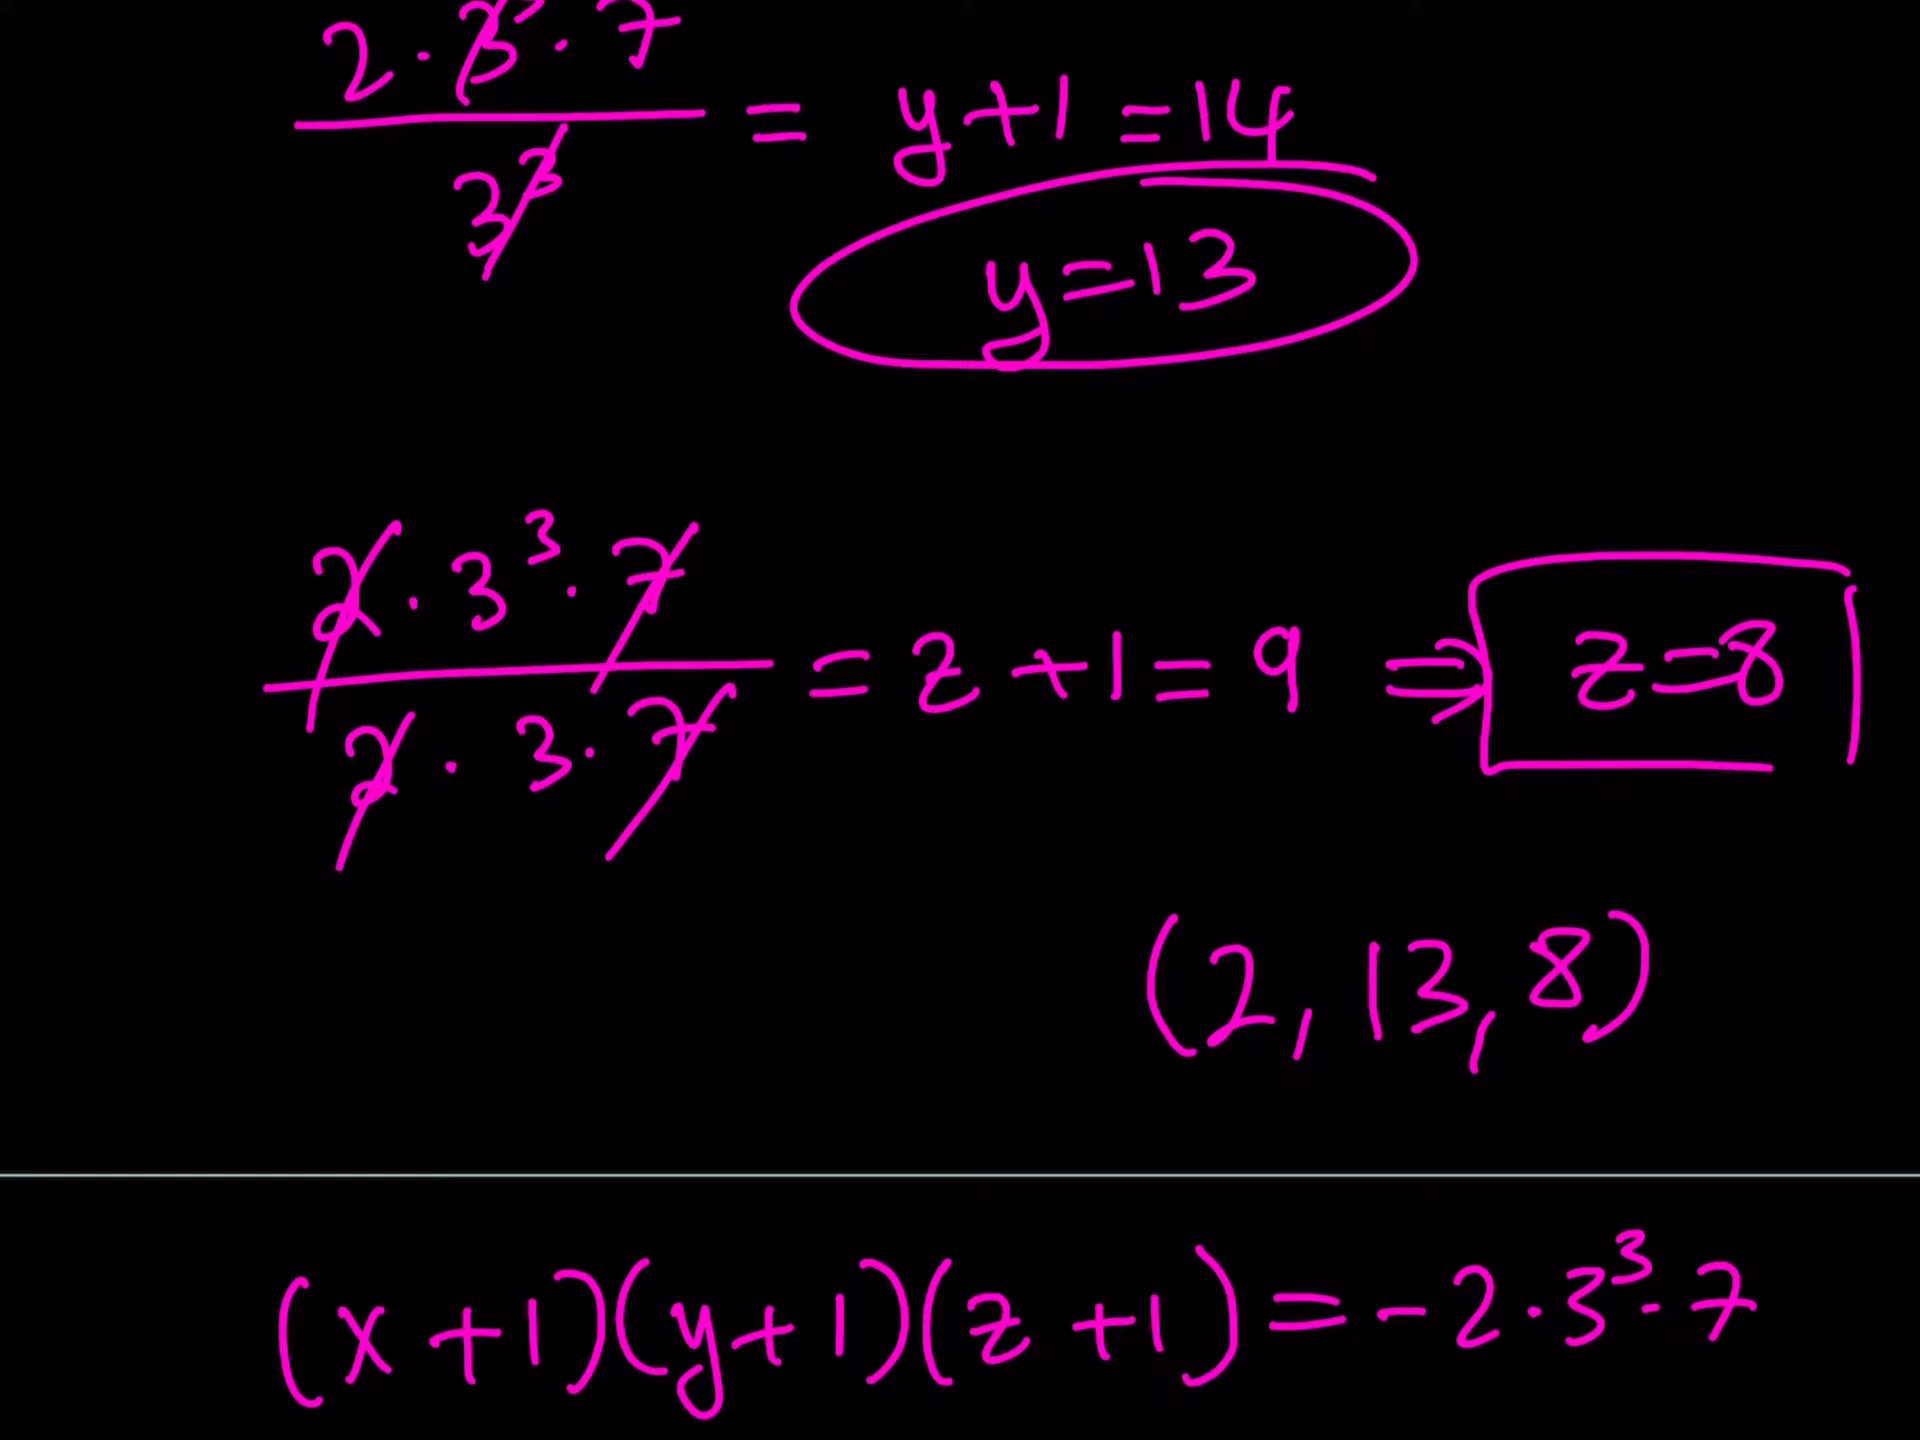 2 · 3³ · 7 / 3³ = y+1 = 14
y = 13
2 · 3³ · 7 / 2 · 3 · 7 = z+1 = 9 ⇒ z = 8
(2, 13, 8)
(x+1)(y+1)(z+1) = -2 · 3³ · 7